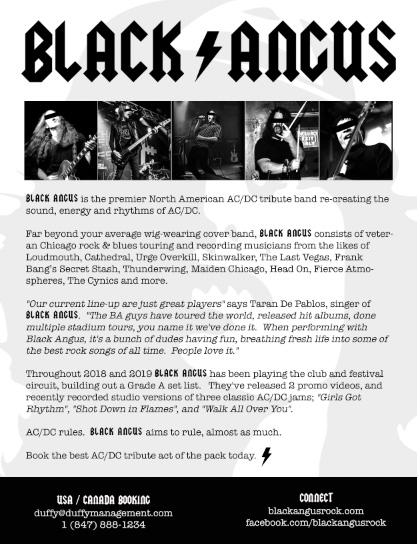 BLACK ANGUS
BLACK ANGUS is the premier North American AC/DC tribute band re-creating the
sound, energy and rhythms of AC/DC.
Far beyond your average wig-wearing cover band, BLACK ANGUS consists of veter-
an Chicago rock & blues touring and recording musicians from the likes of
Loudmouth, Cathedral, Urge Overkill, Skinwalker, The Last Vegas, Frank
Bang's Secret Stash, Thunderwing, Maiden Chicago, Head On, Fierce Atmo-
spheres, The Cynics and more.
"Our current line-up are just great players" says Taran De Pablos, singer of
BLACK ANGUS. "The BA guys have toured the world, released hit albums, done
multiple stadium tours, you name it we've done it. When performing with
Black Angus, it's a bunch of dudes having fun, breathing fresh life into some of
the best rock songs of all time. People love it."
Throughout 2018 and 2019 BLACK ANGUS has been playing the club and festival
circuit, building out a Grade A set list. They've released 2 promo videos, and
recently recorded studio versions of three classic AC/DC jams; "Girls Got
Rhythm", "Shot Down in Flames", and "Walk All Over You".
AC/DC rules. BLACK ANGUS aims to rule, almost as much.
Book the best AC/DC tribute act of the pack today.
USA / CANADA BOOKING
duffy@duffymanagement.com
1 (847) 888-1234
CONNECT
blackangusrock.com
facebook.com/blackangusrock